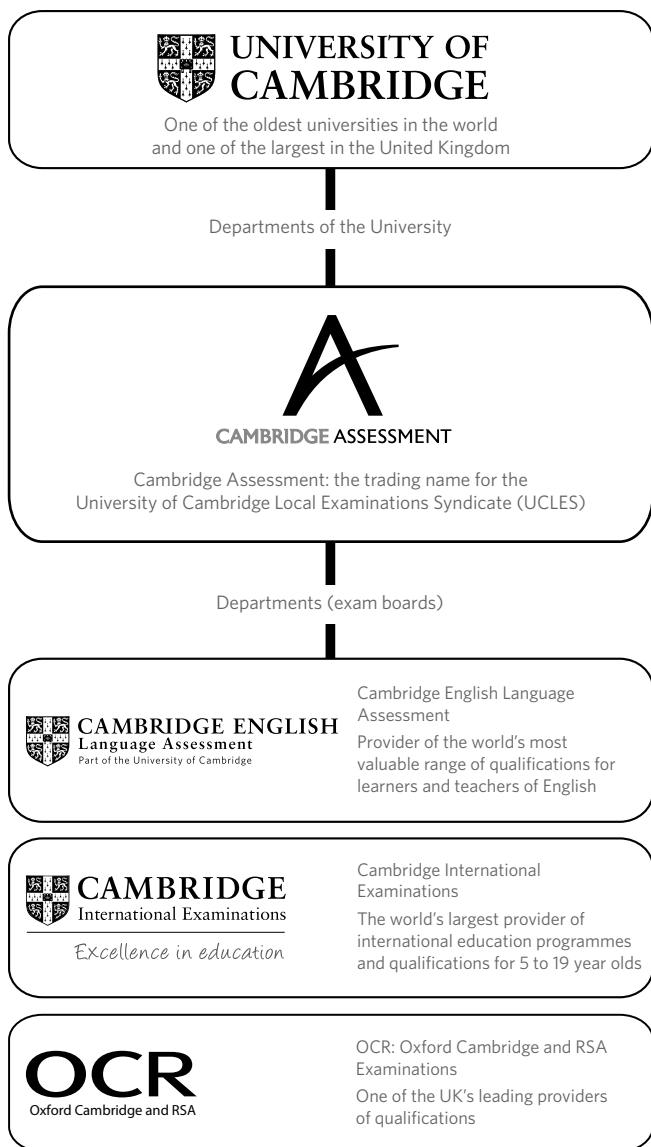 UNIVERSITY OF
CAMBRIDGE
One of the oldest universities in the world
and one of the largest in the United Kingdom
Departments of the University
CAMBRIDGE ASSESSMENT
Cambridge Assessment: the trading name for the
University of Cambridge Local Examinations Syndicate (UCLES)
Departments (exam boards)
CAMBRIDGE ENGLISH
Language Assessment
Part of the University of Cambridge
Cambridge English Language
Assessment
Provider of the world's most
valuable range of qualifications for
learners and teachers of English
CAMBRIDGE
International Examinations
Excellence in education
Cambridge International
Examinations
The world's largest provider of
international education programmes
and qualifications for 5 to 19 year olds
OCR
Oxford Cambridge and RSA
OCR: Oxford Cambridge and RSA
Examinations
One of the UK's leading providers
of qualifications